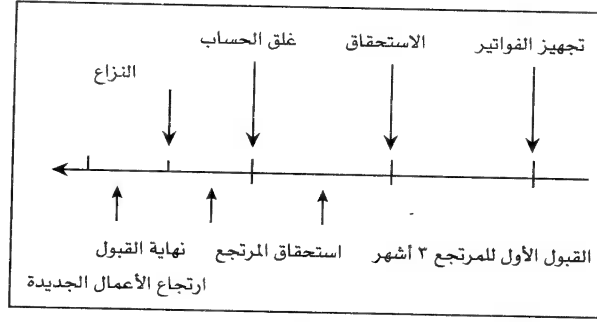 تجهيز الفواتير
الاستحقاق
غلق الحساب
النزاع
القبول الأول للمرتجع ٣ أشهر
استحقاق المرتجع
نهاية القبول
ارتجاع الأعمال الجديدة